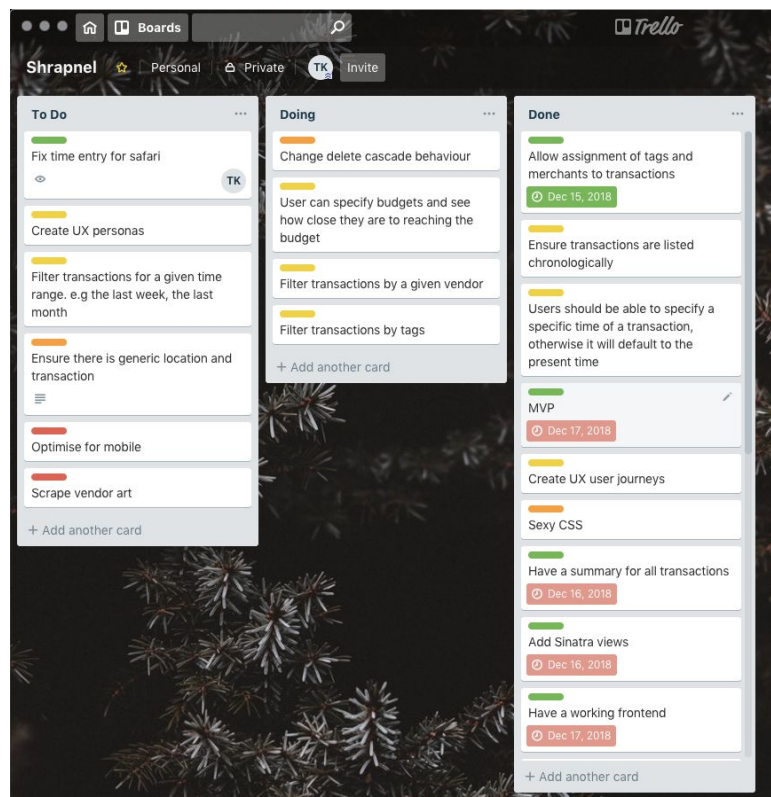 Boards
Trello
Shrapnel
Personal
Private
TK
Invite
To Do
Fix time entry for safari
TK
Create UX personas
Filter transactions for a given time
range. e.g the last week, the last
month
Ensure there is generic location and
transaction
Optimise for mobile
Scrape vendor art
+ Add another card
Doing
Change delete cascade behaviour
User can specify budgets and see
how close they are to reaching the
budget
Filter transactions by a given vendor
Filter transactions by tags
+ Add another card
Done
Allow assignment of tags and
merchants to transactions
Dec 15, 2018
Ensure transactions are listed
chronologically
Users should be able to specify a
specific time of a transaction,
otherwise it will default to the
present time
MVP
Dec 17, 2018
Create UX user journeys
Sexy CSS
Have a summary for all transactions
Dec 16, 2018
Add Sinatra views
Dec 16, 2018
Have a working frontend
Dec 17, 2018
+ Add another card